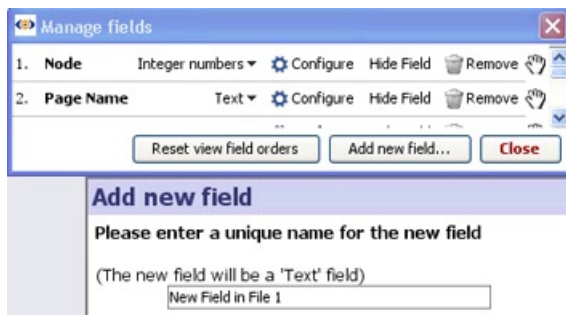 Manage fields
1. Node Integer numbers Configure Hide Field Remove
2. Page Name Text Configure Hide Field Remove
Reset view field orders Add new field... Close
Add new field
Please enter a unique name for the new field
(The new field will be a 'Text' field)
New Field in File 1